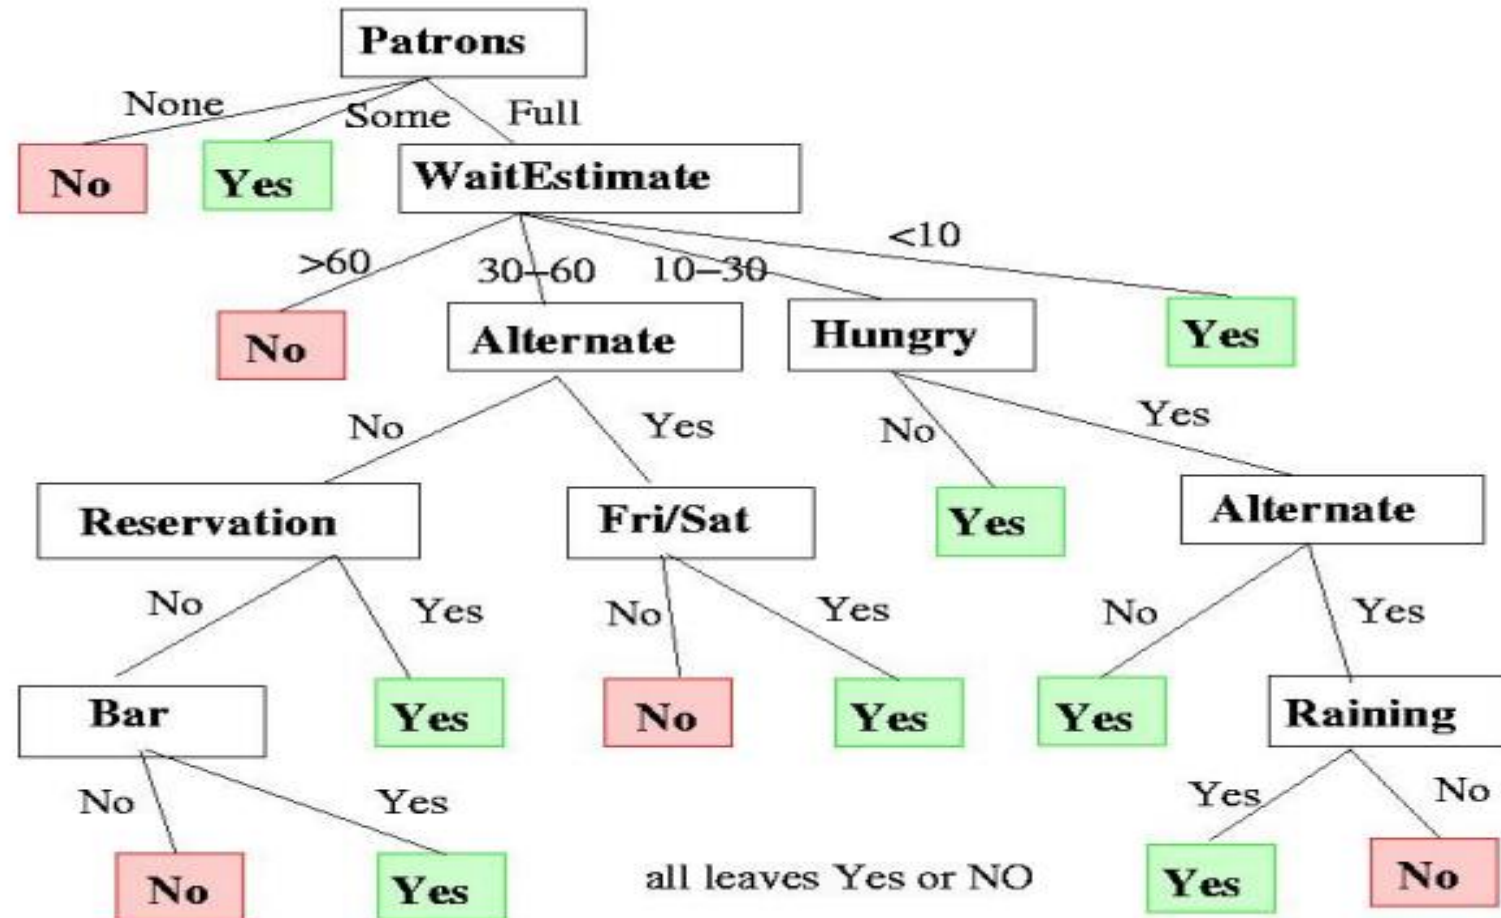 Patrons
None Some Full
No Yes WaitEstimate
>60 30–60 10–30 <10
No Alternate Hungry Yes
No Yes No Yes
Reservation Fri/Sat Yes Alternate
No Yes No Yes No Yes
Bar Yes No Yes Yes Raining
No Yes Yes No
No Yes all leaves Yes or NO Yes No